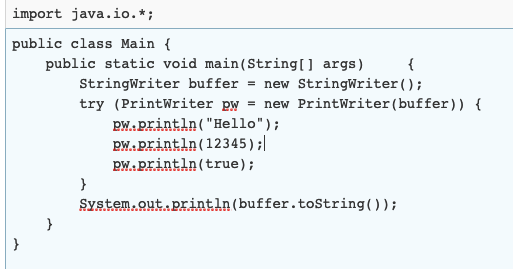 import java.io.*;
public class Main {
    public static void main(String[] args)     {
        StringWriter buffer = new StringWriter();
        try (PrintWriter pw = new PrintWriter(buffer)) {
            pw.println("Hello");
            pw.println(12345);
            pw.println(true);
        }
        System.out.println(buffer.toString());
    }
}